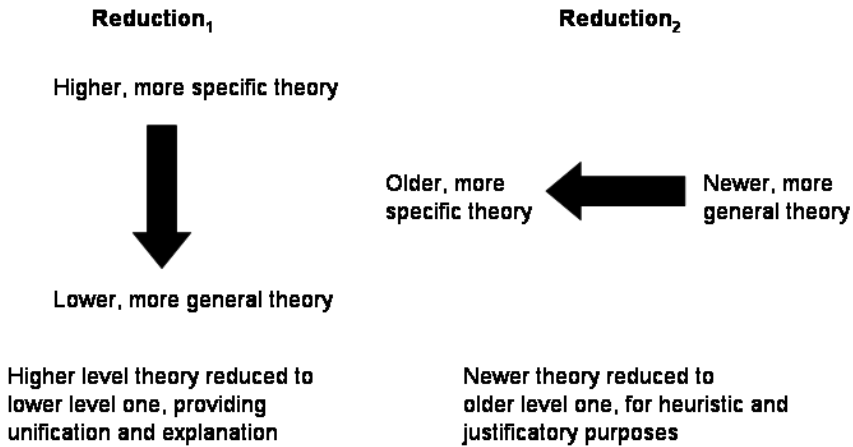 Reduction1
Higher, more specific theory
Lower, more general theory
Higher level theory reduced to
lower level one, providing
unification and explanation
Reduction2
Older, more
specific theory
Newer, more
general theory
Newer theory reduced to
older level one, for heuristic and
justificatory purposes